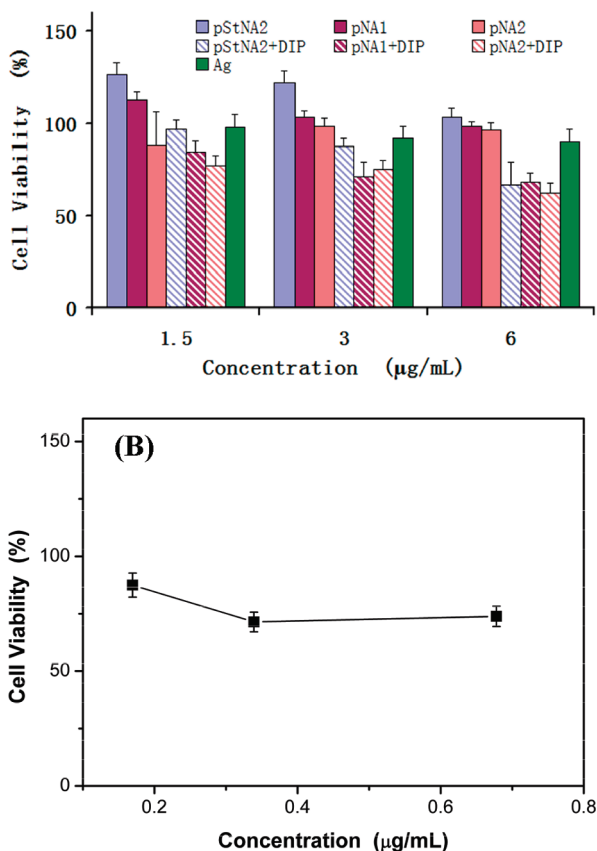 150
100
50
0
Cell Viability (%)
pStNA2 pNA1 pNA2
pStNA2+DIP pNA1+DIP pNA2+DIP
Ag
1.5 3 6
Concentration (μg/mL)
(B)
150
100
50
0
Cell Viability (%)
0.2 0.4 0.6 0.8
Concentration (μg/mL)